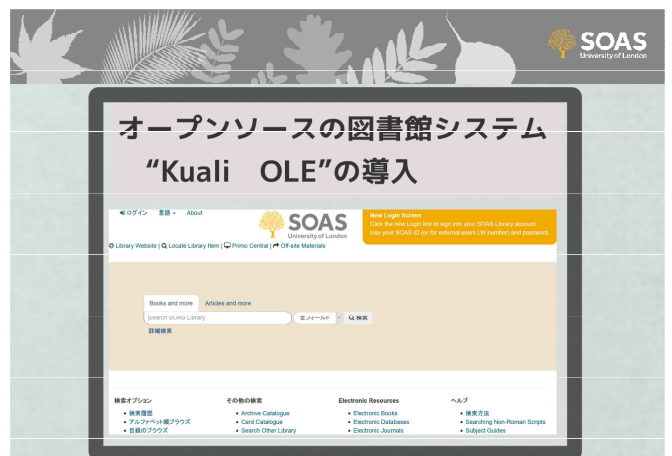 SOAS
University of London
オープンソースの図書館システム
“Kuali　OLE”の導入
ログイン 言語 About
SOAS
University of London
New Login Screen
Click the new Login link to sign into your SOAS Library account
Use your SOAS ID (or for external users LW number) and password
Library Website | Locate Library Item | Primo Central | Off-site Materials
Books and more Articles and more
Search SOAS Library 全フィールド 検索
詳細検索
検索オプション その他の検索 Electronic Resources ヘルプ
• 検索履歴 • Archive Catalogue • Electronic Books • 検索方法
• アルファベット順ブラウズ • Card Catalogue • Electronic Databases • Searching Non-Roman Scripts
• 目録のブラウズ • Search Other Library • Electronic Journals • Subject Guides